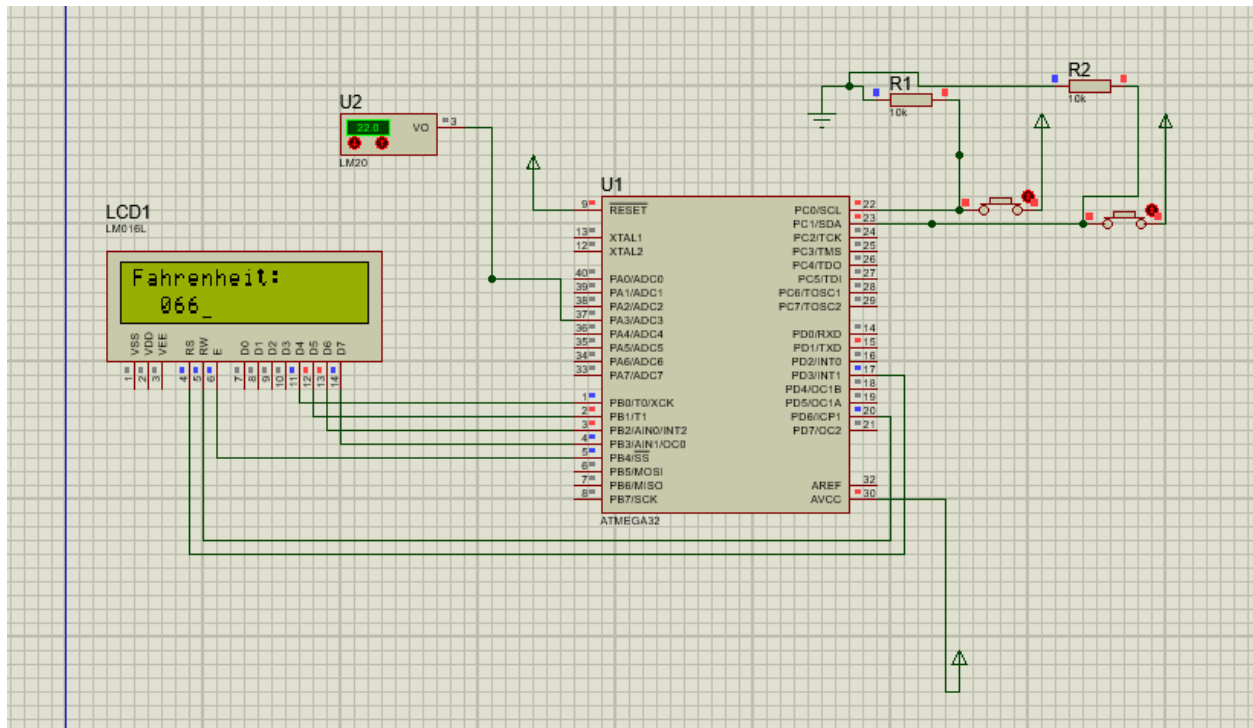 R2
10k
R1
10k
U2
22.0
VO
3
LM20
U1
LCD1
LM016L
Fahrenheit:
066_
VSS
VDD
VEE
RS
RW
E
D0
D1
D2
D3
D4
D5
D6
D7
1
2
3
4
5
6
7
8
9
10
11
12
13
14
9 RESET
13 XTAL1
12 XTAL2
40 PA0/ADC0
39 PA1/ADC1
38 PA2/ADC2
37 PA3/ADC3
36 PA4/ADC4
35 PA5/ADC5
34 PA6/ADC6
33 PA7/ADC7
1 PB0/T0/XCK
2 PB1/T1
3 PB2/AIN0/INT2
4 PB3/AIN1/OC0
5 PB4/SS
6 PB5/MOSI
7 PB6/MISO
8 PB7/SCK
PC0/SCL 22
PC1/SDA 23
PC2/TCK 24
PC3/TMS 25
PC4/TDO 26
PC5/TDI 27
PC6/TOSC1 28
PC7/TOSC2 29
PD0/RXD 14
PD1/TXD 15
PD2/INT0 16
PD3/INT1 17
PD4/OC1B 18
PD5/OC1A 19
PD6/ICP1 20
PD7/OC2 21
AREF 32
AVCC 30
ATMEGA32